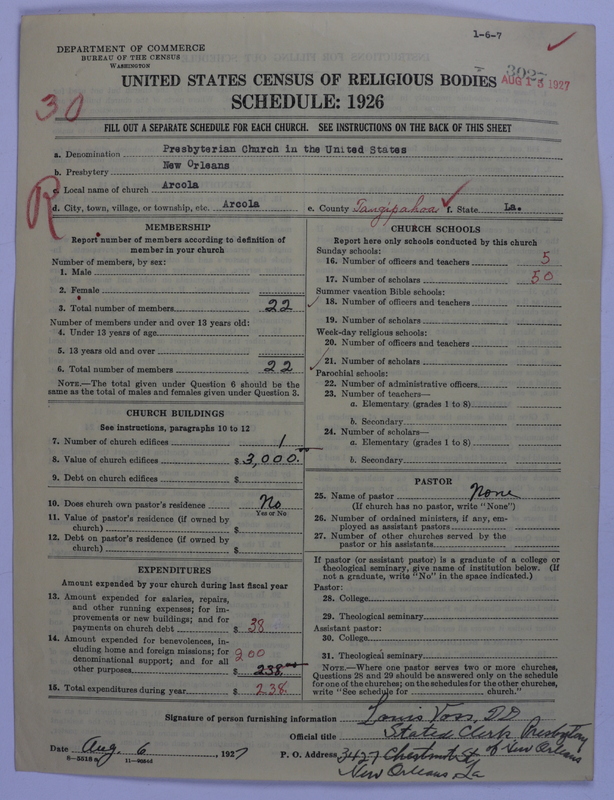 1-6-7
DEPARTMENT OF COMMERCE
BUREAU OF THE CENSUS
WASHINGTON
3027
AUG 15 1927
UNITED STATES CENSUS OF RELIGIOUS BODIES
30
SCHEDULE: 1926
FILL OUT A SEPARATE SCHEDULE FOR EACH CHURCH. SEE INSTRUCTIONS ON THE BACK OF THIS SHEET
a. Denomination Presbyterian Church in the United States
b. Presbytery New Orleans
R
c. Local name of church Arcola
d. City, town, village, or township, etc. Arcola e. County Tangipahoa f. State La.
MEMBERSHIP
Report number of members according to definition of
member in your church
Number of members, by sex:
1. Male
2. Female
3. Total number of members 22
Number of members under and over 13 years old:
4. Under 13 years of age
5. 13 years old and over
6. Total number of members 22
NOTE.—The total given under Question 6 should be the
same as the total of males and females given under Question 3.
CHURCH BUILDINGS
See instructions, paragraphs 10 to 12
7. Number of church edifices 1
8. Value of church edifices $ 3,000.
9. Debt on church edifices $
10. Does church own pastor's residence No
Yes or No
11. Value of pastor's residence (if owned by
church) $
12. Debt on pastor's residence (if owned by
church) $
EXPENDITURES
Amount expended by your church during last fiscal year
13. Amount expended for salaries, repairs,
and other running expenses; for im-
provements or new buildings; and for
payments on church debt $ 38
14. Amount expended for benevolences, in-
cluding home and foreign missions; for
denominational support; and for all
other purposes 200 $ 238.
15. Total expenditures during year $ 238.
CHURCH SCHOOLS
Report here only schools conducted by this church
Sunday schools:
16. Number of officers and teachers 5
17. Number of scholars 50
Summer vacation Bible schools:
18. Number of officers and teachers
19. Number of scholars
Week-day religious schools:
20. Number of officers and teachers
21. Number of scholars
Parochial schools:
22. Number of administrative officers
23. Number of teachers—
a. Elementary (grades 1 to 8)
b. Secondary
24. Number of scholars—
a. Elementary (grades 1 to 8)
b. Secondary
PASTOR
25. Name of pastor None
(If church has no pastor, write "None")
26. Number of ordained ministers, if any, em-
ployed as assistant pastors
27. Number of other churches served by the
pastor or his assistants
If pastor (or assistant pastor) is a graduate of a college or
theological seminary, give name of institution below. (If
not a graduate, write "No" in the space indicated.)
Pastor:
28. College
29. Theological seminary
Assistant pastor:
30. College
31. Theological seminary
NOTE.—Where one pastor serves two or more churches,
Questions 28 and 29 should be answered only on the schedule
for one of the churches; on the schedules for the other churches,
write "See schedule for church."
Signature of person furnishing information Louis Voss, DD
Official title Stated Clerk Presbytery
of New Orleans
Date Aug. 6 1927 P. O. Address 3427 Chestnut St.
New Orleans La